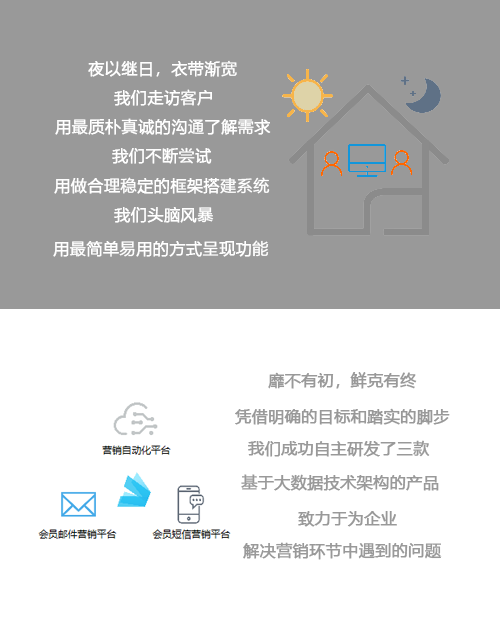 夜以继日，衣带渐宽
我们走访客户
用最质朴真诚的沟通了解需求
我们不断尝试
用做合理稳定的框架搭建系统
我们头脑风暴
用最简单易用的方式呈现功能
靡不有初，鲜克有终
凭借明确的目标和踏实的脚步
我们成功自主研发了三款
基于大数据技术架构的产品
致力于为企业
解决营销环节中遇到的问题
营销自动化平台
会员邮件营销平台
会员短信营销平台